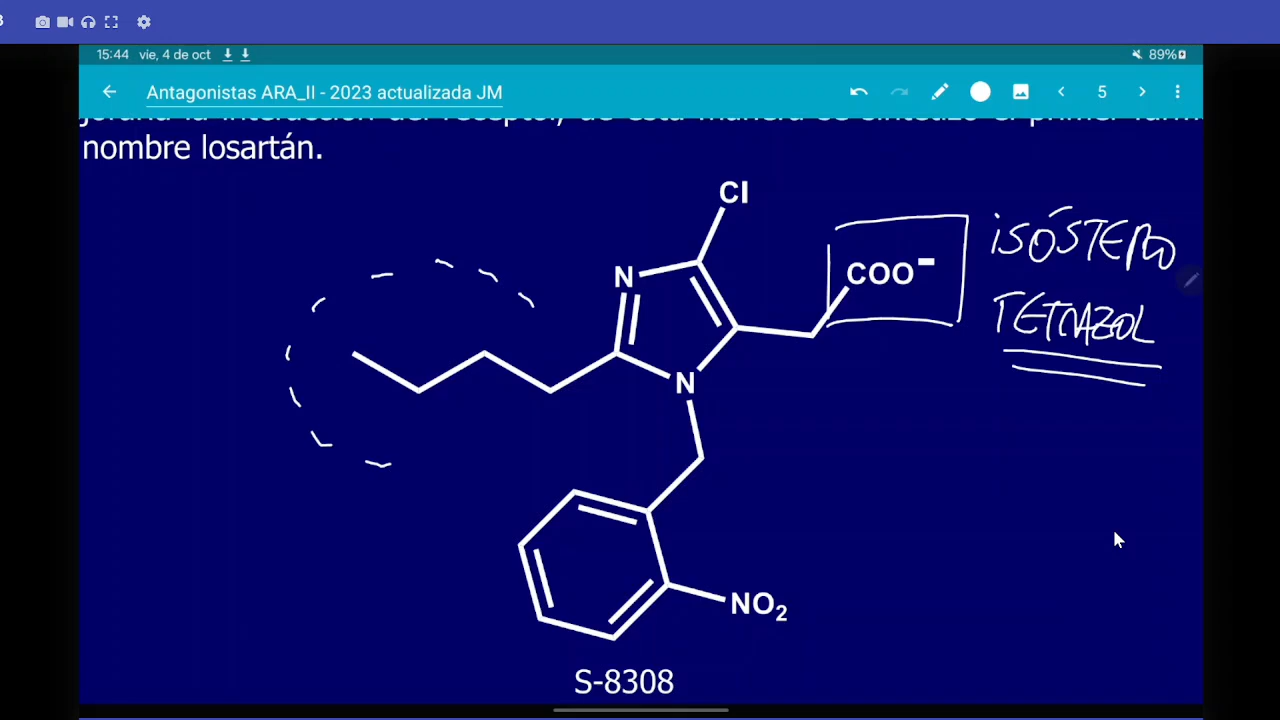 15:44 vie, 4 de oct 89%
Antagonistas ARA_II - 2023 actualizada JM 5
nombre losartán.
Cl
N
COO-
ISÓSTERO
TETRAZOL
N
NO2
S-8308